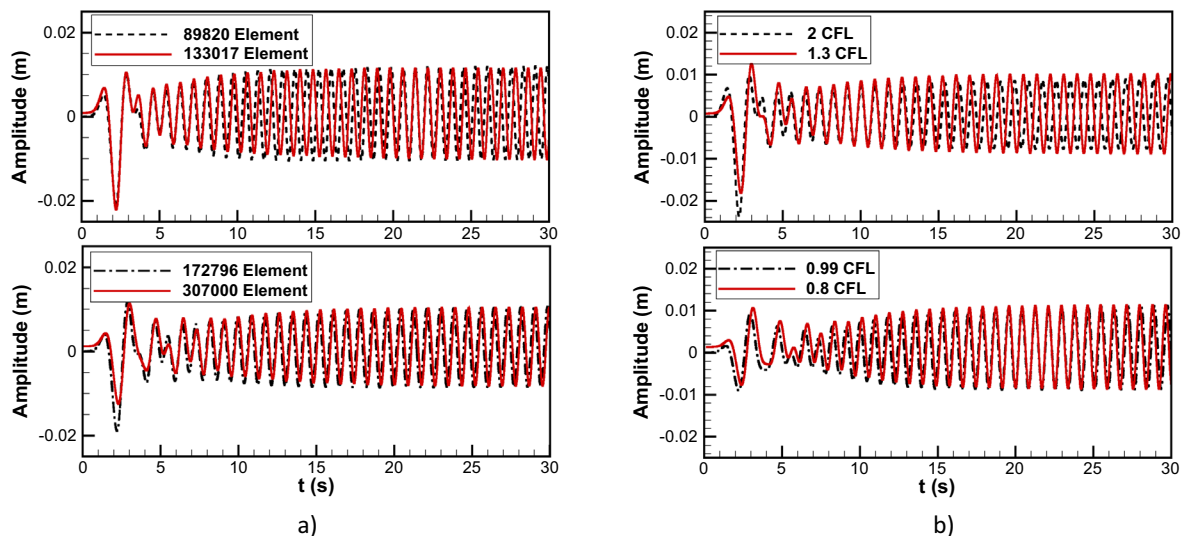 89820 Element
133017 Element
Amplitude (m)
0.02
0
-0.02
0 5 10 15 20 25 30
172796 Element
307000 Element
Amplitude (m)
0.02
0
-0.02
0 5 10 15 20 25 30
t (s)
a)
2 CFL
1.3 CFL
Amplitude (m)
0.02
0.01
0
-0.01
-0.02
0 5 10 15 20 25 30
0.99 CFL
0.8 CFL
Amplitude (m)
0.02
0.01
0
-0.01
-0.02
0 5 10 15 20 25 30
t (s)
b)